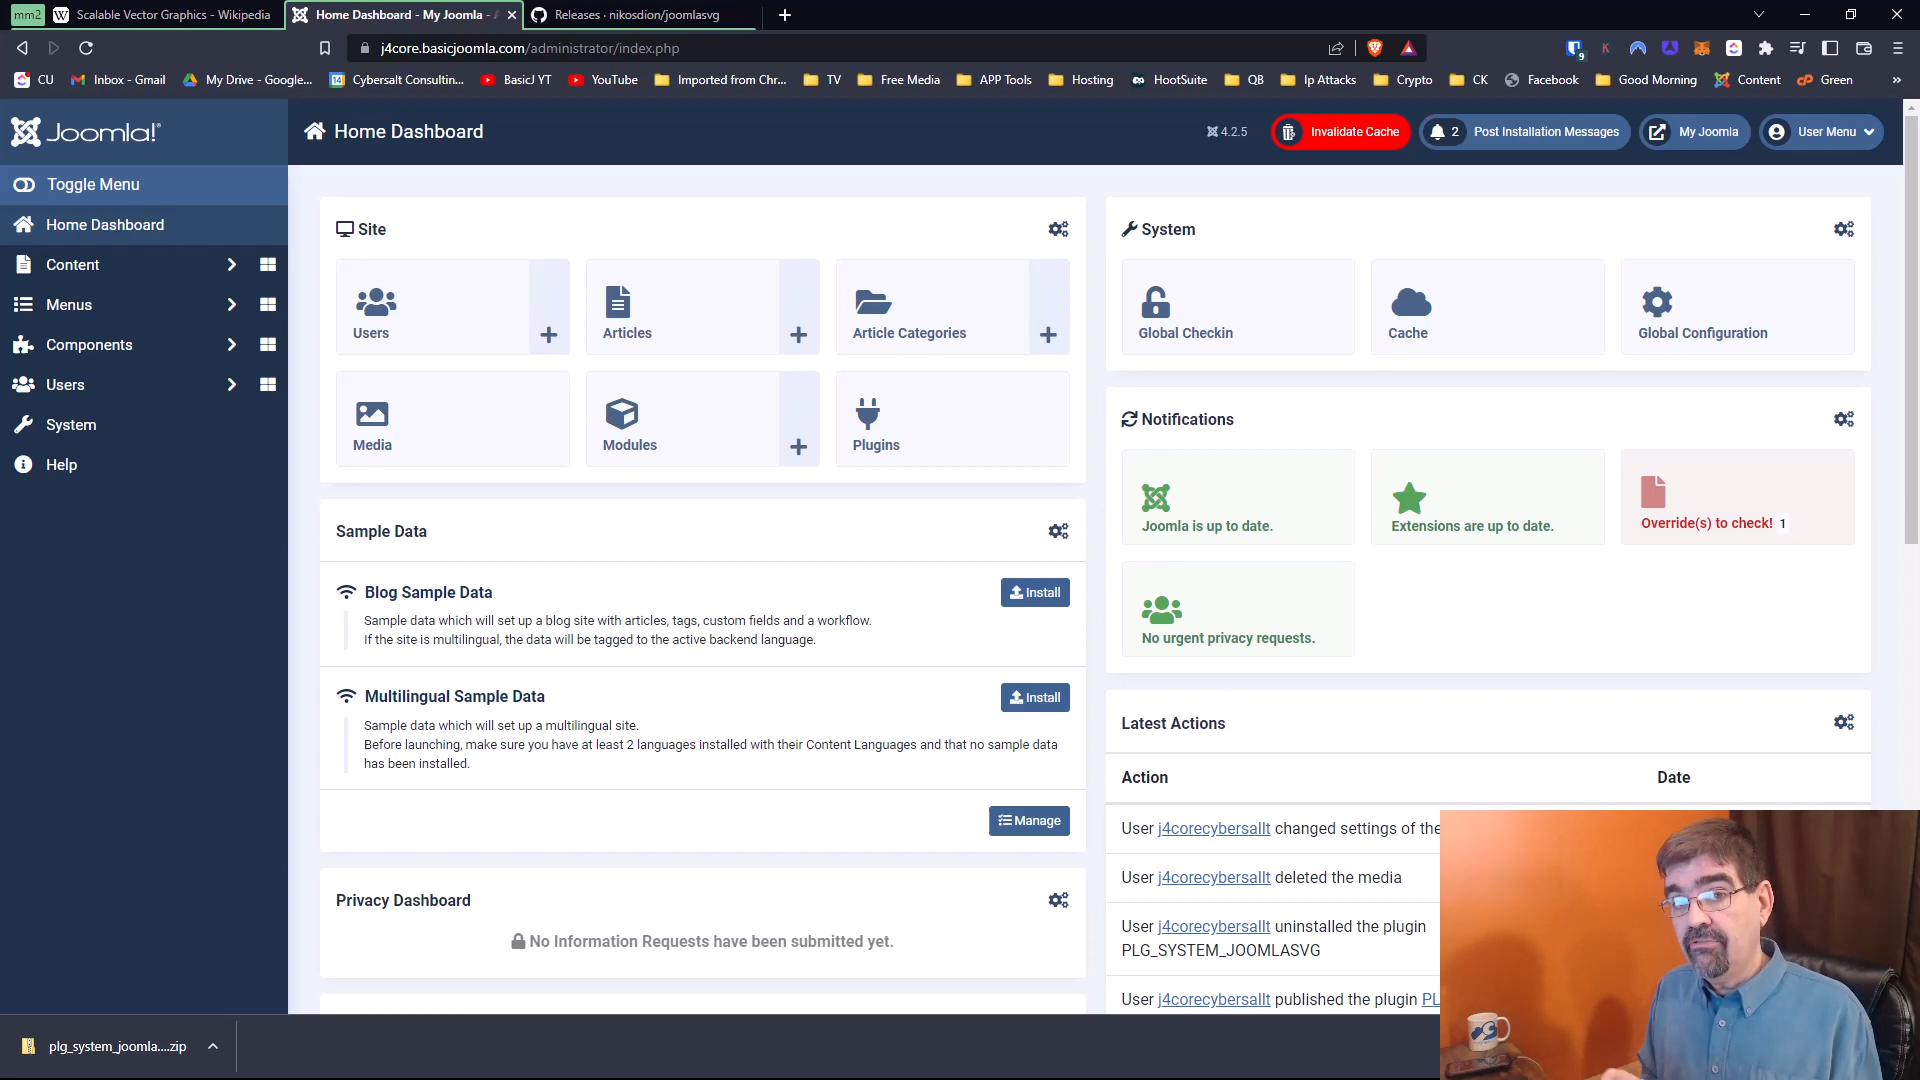 mm2
Scalable Vector Graphics - Wikipedia
Home Dashboard - My Joomla -
Releases · nikosdion/joomlasvg
j4core.basicjoomla.com/administrator/index.php
9
CU
Inbox - Gmail
My Drive - Google...
14
Cybersalt Consultin...
BasicJ YT
YouTube
Imported from Chr...
TV
Free Media
APP Tools
Hosting
HootSuite
QB
Ip Attacks
Crypto
CK
Facebook
Good Morning
Content
Green
Joomla!
Home Dashboard
4.2.5
Invalidate Cache
2 Post Installation Messages
My Joomla
User Menu
Toggle Menu
Home Dashboard
Content
Menus
Components
Users
System
Help
Site
Users
Articles
Article Categories
Media
Modules
Plugins
Sample Data
Blog Sample Data
Install
Sample data which will set up a blog site with articles, tags, custom fields and a workflow.
If the site is multilingual, the data will be tagged to the active backend language.
Multilingual Sample Data
Install
Sample data which will set up a multilingual site.
Before launching, make sure you have at least 2 languages installed with their Content Languages and that no sample data
has been installed.
Manage
Privacy Dashboard
No Information Requests have been submitted yet.
System
Global Checkin
Cache
Global Configuration
Notifications
Joomla is up to date.
Extensions are up to date.
Override(s) to check! 1
No urgent privacy requests.
Latest Actions
Action Date
User j4corecybersallt changed settings of the
User j4corecybersallt deleted the media
User j4corecybersallt uninstalled the plugin
PLG_SYSTEM_JOOMLASVG
User j4corecybersallt published the plugin PL
plg_system_joomla....zip